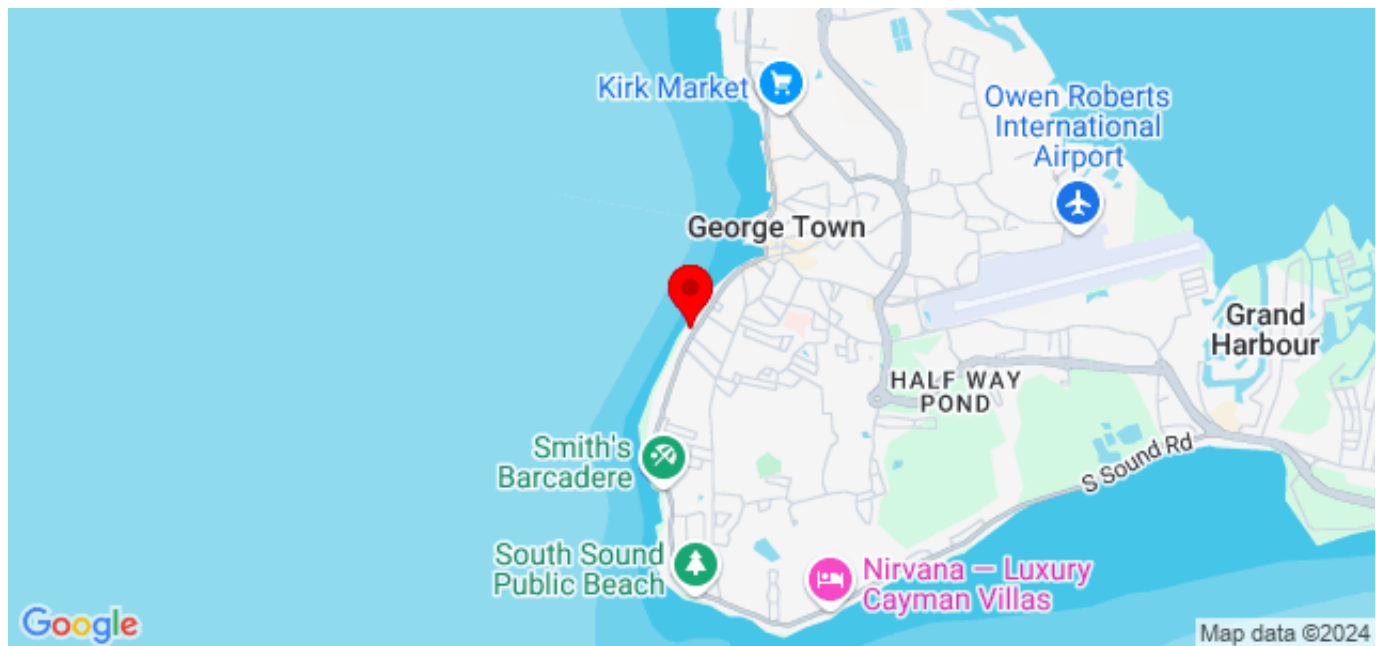 Kirk Market
Owen Roberts
International
Airport
George Town
Grand
Harbour
HALF WAY
POND
Smith's
Barcadere
S Sound Rd
South Sound
Public Beach
Nirvana — Luxury
Cayman Villas
Google
Map data ©2024